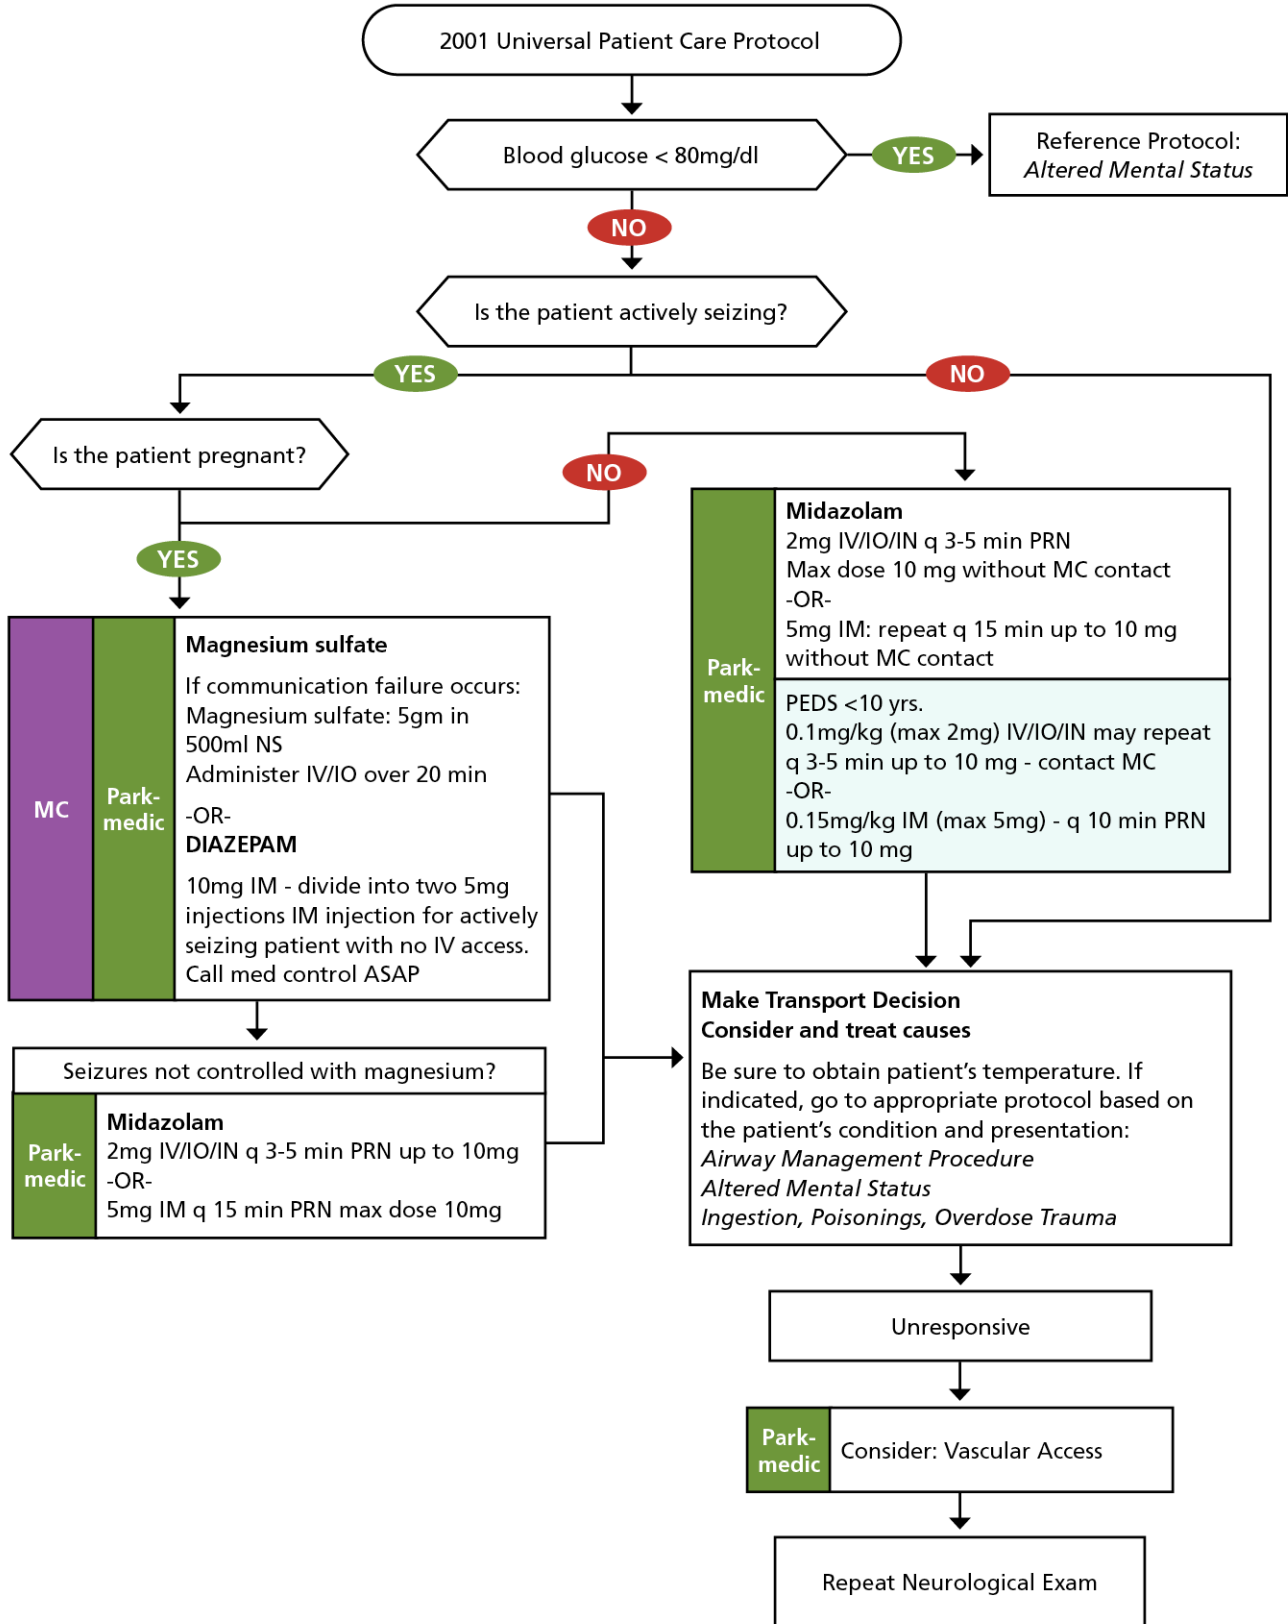 2001 Universal Patient Care Protocol
Blood glucose < 80mg/dl
YES
Reference Protocol:
Altered Mental Status
NO
Is the patient actively seizing?
YES
NO
Is the patient pregnant?
NO
YES
Park-
medic
Midazolam
2mg IV/IO/IN q 3-5 min PRN
Max dose 10 mg without MC contact
-OR-
5mg IM: repeat q 15 min up to 10 mg
without MC contact
PEDS <10 yrs.
0.1mg/kg (max 2mg) IV/IO/IN may repeat
q 3-5 min up to 10 mg - contact MC
-OR-
0.15mg/kg IM (max 5mg) - q 10 min PRN
up to 10 mg
MC
Park-
medic
Magnesium sulfate
If communication failure occurs:
Magnesium sulfate: 5gm in
500ml NS
Administer IV/IO over 20 min
-OR-
DIAZEPAM
10mg IM - divide into two 5mg
injections IM injection for actively
seizing patient with no IV access.
Call med control ASAP
Seizures not controlled with magnesium?
Park-
medic
Midazolam
2mg IV/IO/IN q 3-5 min PRN up to 10mg
-OR-
5mg IM q 15 min PRN max dose 10mg
Make Transport Decision
Consider and treat causes
Be sure to obtain patient’s temperature. If
indicated, go to appropriate protocol based on
the patient’s condition and presentation:
Airway Management Procedure
Altered Mental Status
Ingestion, Poisonings, Overdose Trauma
Unresponsive
Park-
medic
Consider: Vascular Access
Repeat Neurological Exam